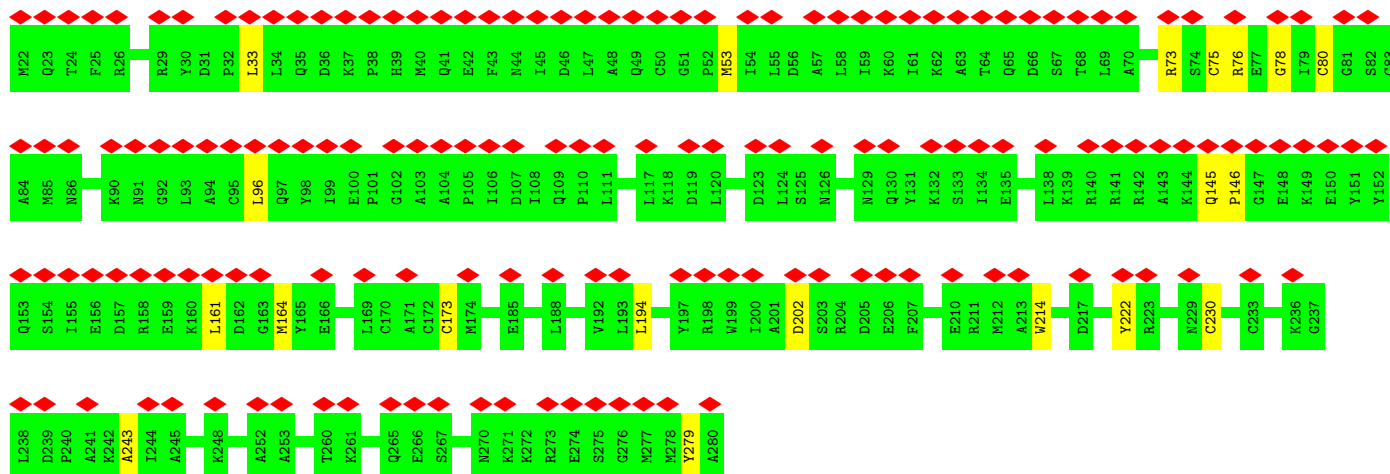 M22 Q23 T24 F25 R26 R29 Y30 D31 P32 L33 L34 Q35 D36 K37 P38 H39 M40 Q41 E42 F43 N44 I45 D46 L47 A48 Q49 C50 G51 P52 M53 I54 L55 D56 A57 L58 I59 K60 I61 K62 A63 T64 Q65 D66 S67 T68 L69 A70 R73 S74 C75 R76 E77 G78 I79 C80 G81 S82
A84 M85 N86 K90 N91 G92 L93 A94 C95 L96 Q97 Y98 I99 E100 P101 G102 A103 A104 P105 I106 D107 I108 Q109 P110 L111 L117 K118 D119 L120 D123 L124 S125 N126 N129 Q130 Y131 K132 S133 I134 E135 L138 K139 R140 R141 R142 A143 K144 Q145 P146 G147 E148 K149 E150 Y151 Y152
Q153 S154 I155 E156 D157 R158 E159 K160 L161 D162 G163 M164 Y165 E166 L169 C170 A171 C172 C173 M174 E185 L188 V192 L193 L194 Y197 R198 W199 I200 A201 D202 S203 R204 D205 E206 F207 E210 R211 M212 A213 W214 D217 Y222 R223 N229 C230 C233 K236 G237
L238 D239 P240 A241 K242 A243 I244 A245 K248 A252 A253 T260 K261 Q265 E266 S267 N270 K271 K272 R273 E274 S275 G276 M277 M278 Y279 A280